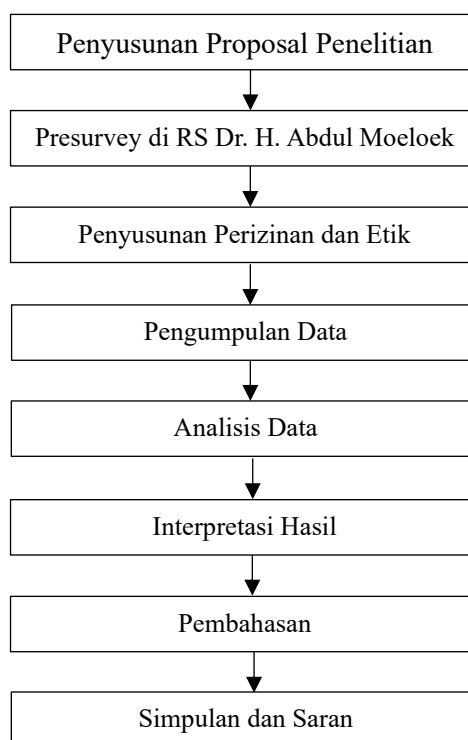 Penyusunan Proposal Penelitian
Presurvey di RS Dr. H. Abdul Moeloek
Penyusunan Perizinan dan Etik
Pengumpulan Data
Analisis Data
Interpretasi Hasil
Pembahasan
Simpulan dan Saran